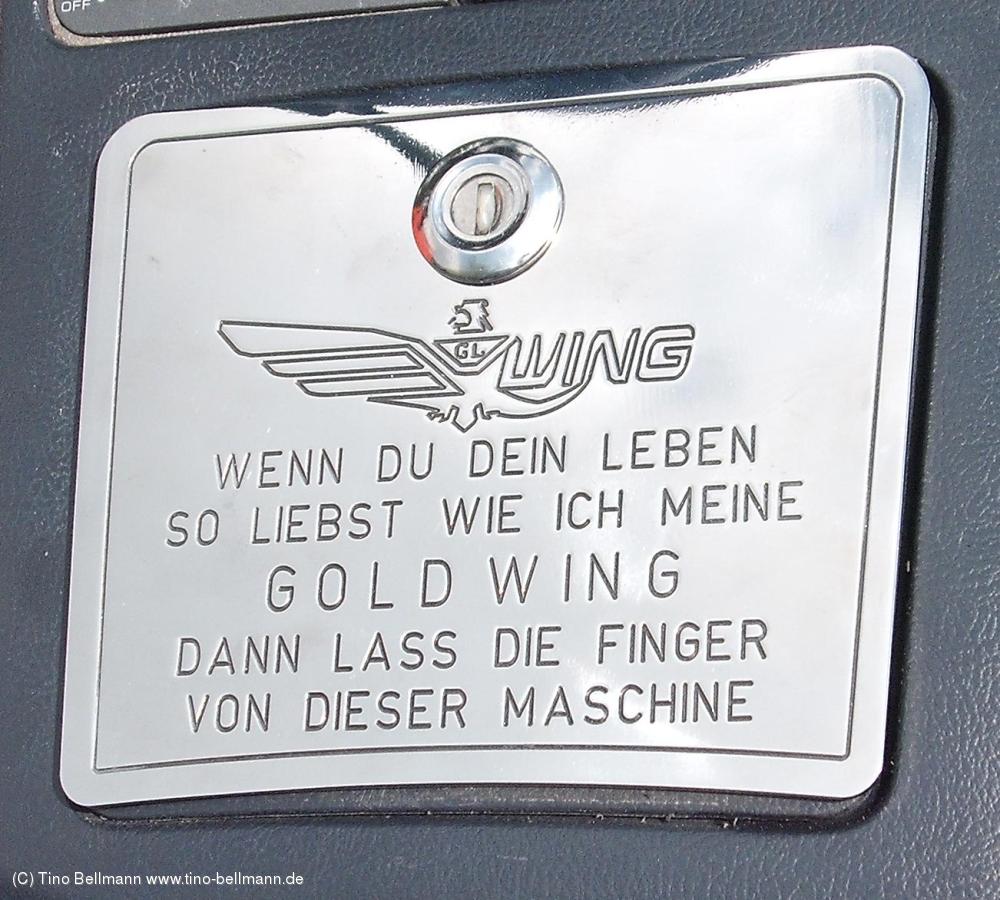 OFF
GL
WING
WENN DU DEIN LEBEN
SO LIEBST WIE ICH MEINE
GOLDWING
DANN LASS DIE FINGER
VON DIESER MASCHINE
(C) Tino Bellmann www.tino-bellmann.de